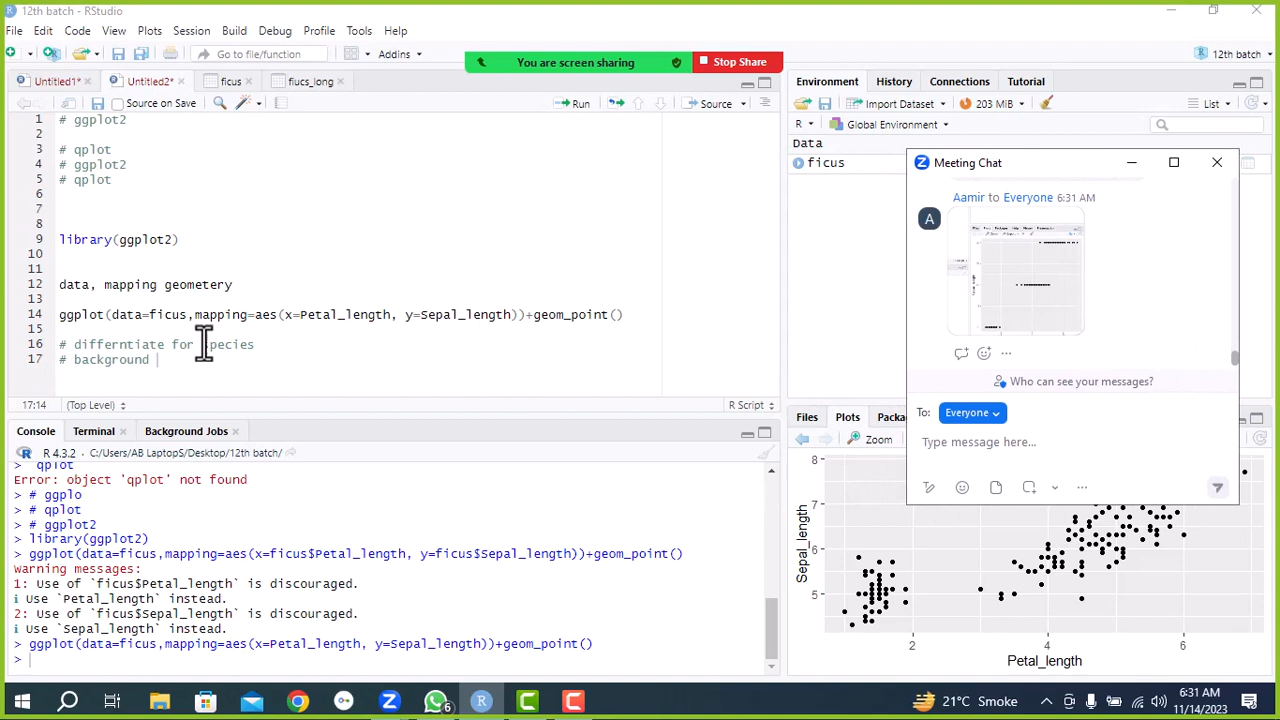 12th batch - RStudio
File Edit Code View Plots Session Build Debug Profile Tools Help
Go to file/function Addins 12th batch
You are screen sharing Stop Share
Untitled1* Untitled2* ficus fiucs_long
Source on Save Run Source
1 # ggplot2
2
3 # qplot
4 # ggplot2
5 # qplot
6
7
8
9 library(ggplot2)
10
11
12 data, mapping geometery
13
14 ggplot(data=ficus,mapping=aes(x=Petal_length, y=Sepal_length))+geom_point()
15
16 # differntiate for species
17 # background
17:14 (Top Level) R Script
Console Terminal Background Jobs
R 4.3.2 . C:/Users/AB LaptopS/Desktop/12th batch/
> qplot
Error: object 'qplot' not found
> # ggplo
> # qplot
> # ggplot2
> library(ggplot2)
> ggplot(data=ficus,mapping=aes(x=ficus$Petal_length, y=ficus$Sepal_length))+geom_point()
Warning messages:
1: Use of `ficus$Petal_length` is discouraged.
ℹ Use `Petal_length` instead.
2: Use of `ficus$Sepal_length` is discouraged.
ℹ Use `Sepal_length` instead.
> ggplot(data=ficus,mapping=aes(x=Petal_length, y=Sepal_length))+geom_point()
>
Environment History Connections Tutorial
Import Dataset 203 MiB List
R Global Environment
Data
ficus
Meeting Chat
Aamir to Everyone 6:31 AM
A
Who can see your messages?
To: Everyone
Type message here...
Files Plots Packag
Zoom
8
7
6
5
Sepal_length
2 4 6
Petal_length
6
21°C Smoke
6:31 AM
11/14/2023